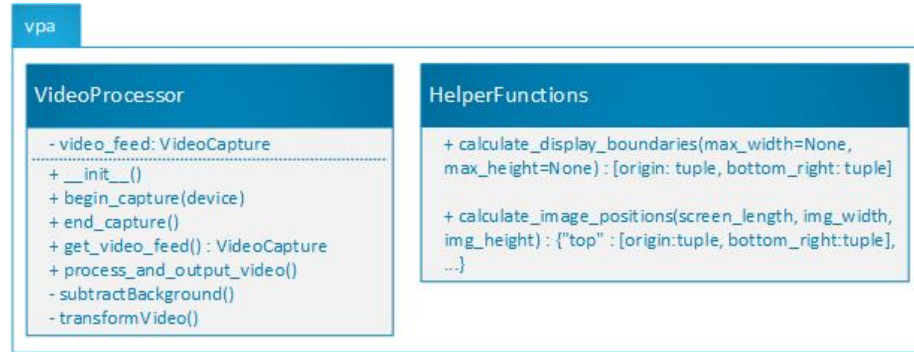 vpa
VideoProcessor
- video_feed: VideoCapture
+ __init__()
+ begin_capture(device)
+ end_capture()
+ get_video_feed() : VideoCapture
+ process_and_output_video()
- subtractBackground()
- transformVideo()
HelperFunctions
+ calculate_display_boundaries(max_width=None,
max_height=None) : [origin: tuple, bottom_right: tuple]
+ calculate_image_positions(screen_length, img_width,
img_height) : {"top" : [origin:tuple, bottom_right:tuple],
...}